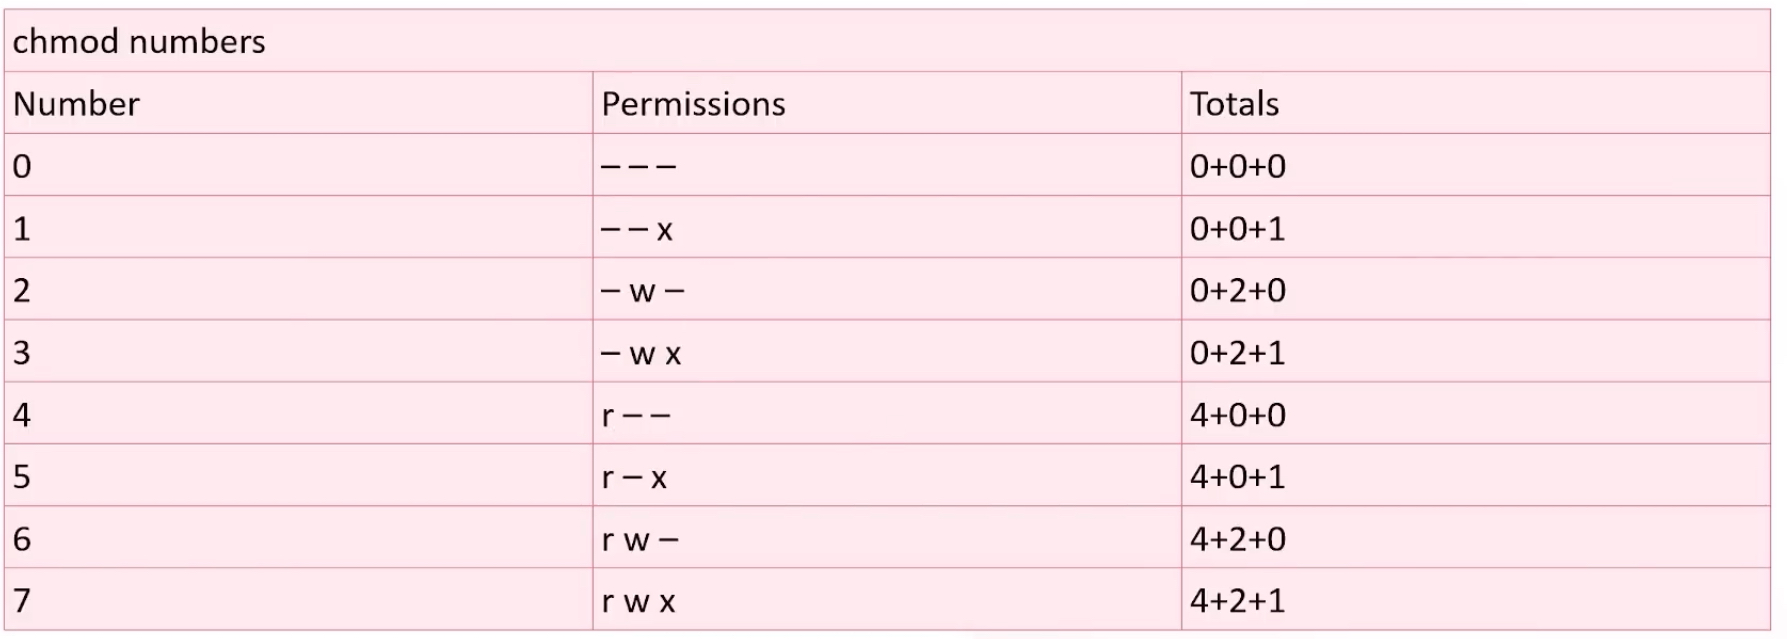 chmod numbers
Number Permissions Totals
0 – – – 0+0+0
1 – – x 0+0+1
2 – w – 0+2+0
3 – w x 0+2+1
4 r – – 4+0+0
5 r – x 4+0+1
6 r w – 4+2+0
7 r w x 4+2+1